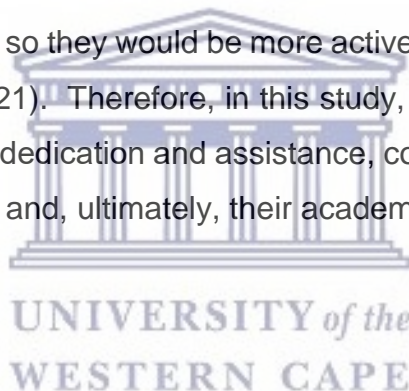 so they would be more active
21). Therefore, in this study,
dedication and assistance, co
and, ultimately, their academ
UNIVERSITY of the
WESTERN CAPE